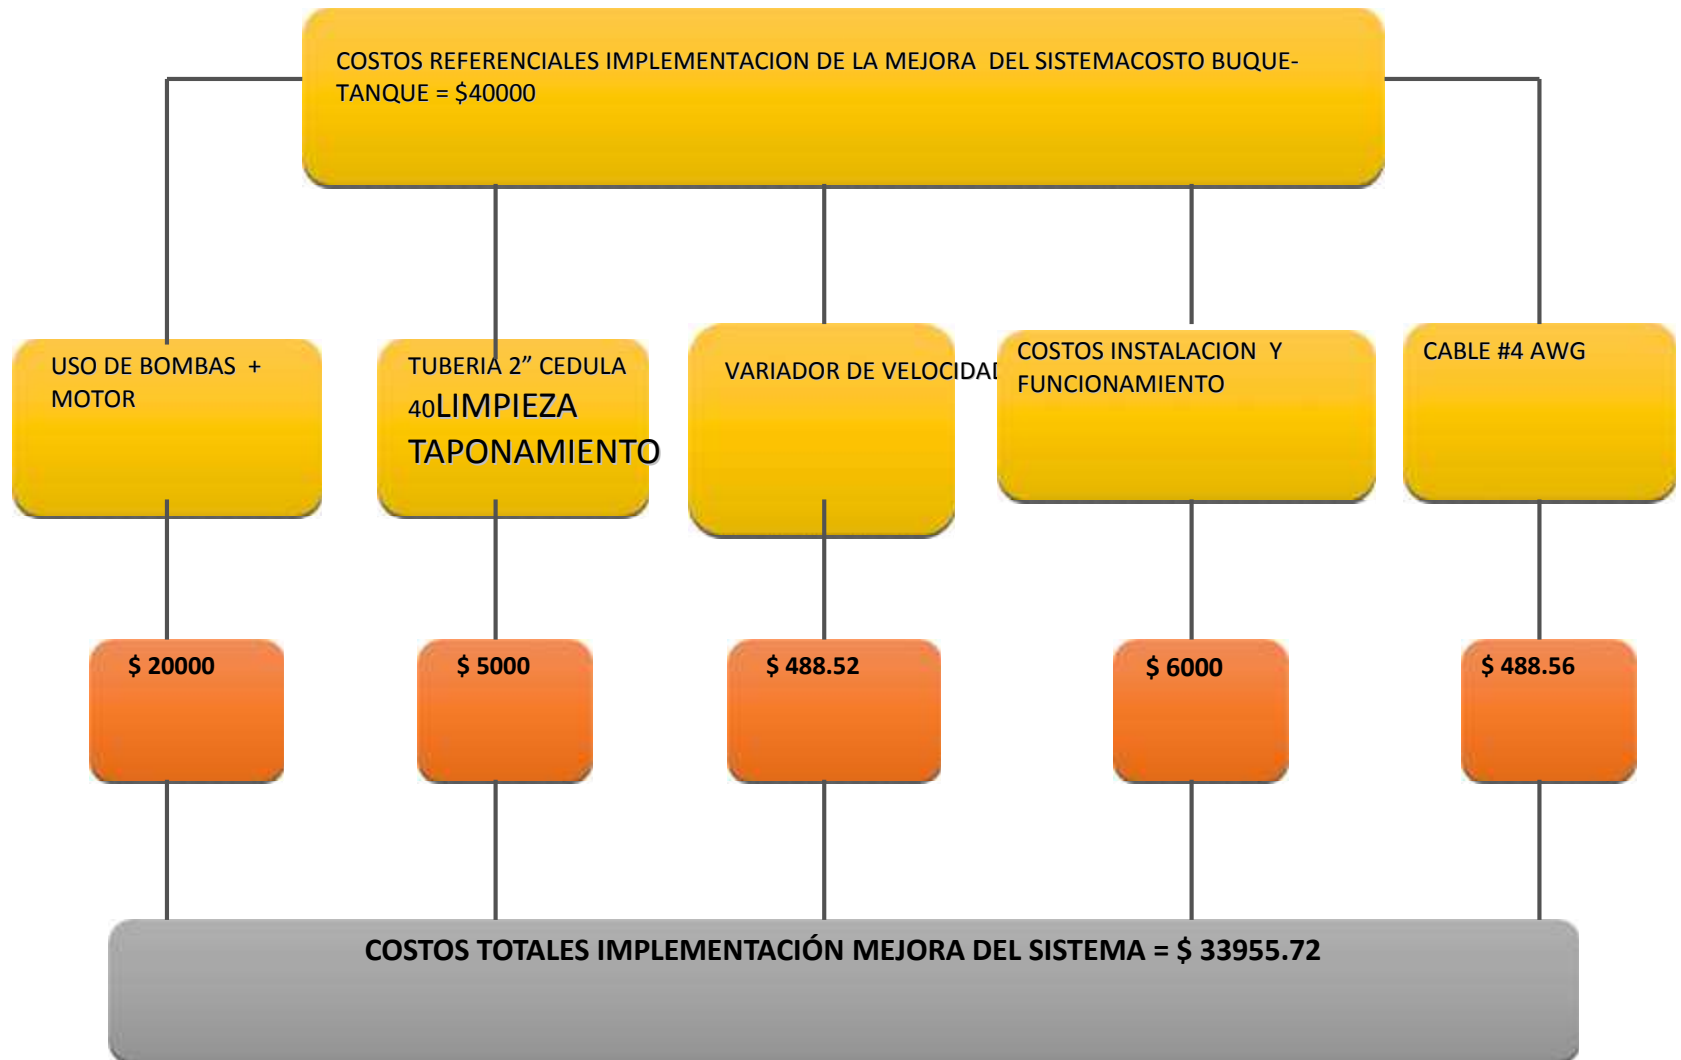 COSTOS REFERENCIALES IMPLEMENTACION DE LA MEJORA DEL SISTEMACOSTO BUQUE-
TANQUE = $40000
USO DE BOMBAS +
MOTOR
TUBERIA 2” CEDULA
40LIMPIEZA
TAPONAMIENTO
VARIADOR DE VELOCIDAD
COSTOS INSTALACION Y
FUNCIONAMIENTO
CABLE #4 AWG
$ 20000
$ 5000
$ 488.52
$ 6000
$ 488.56
COSTOS TOTALES IMPLEMENTACIÓN MEJORA DEL SISTEMA = $ 33955.72